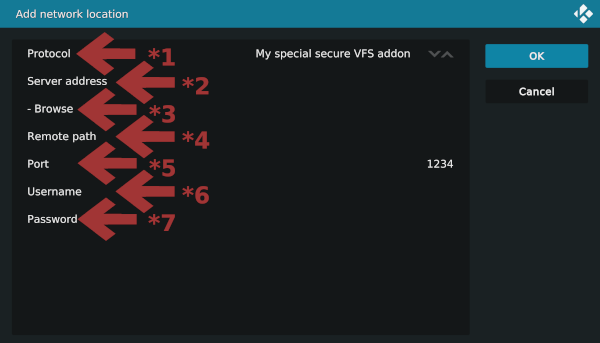 Add network location
Protocol *1 My special secure VFS addon
OK
Server address *2
Cancel
- Browse *3
Remote path *4
Port *5 1234
Username *6
Password *7